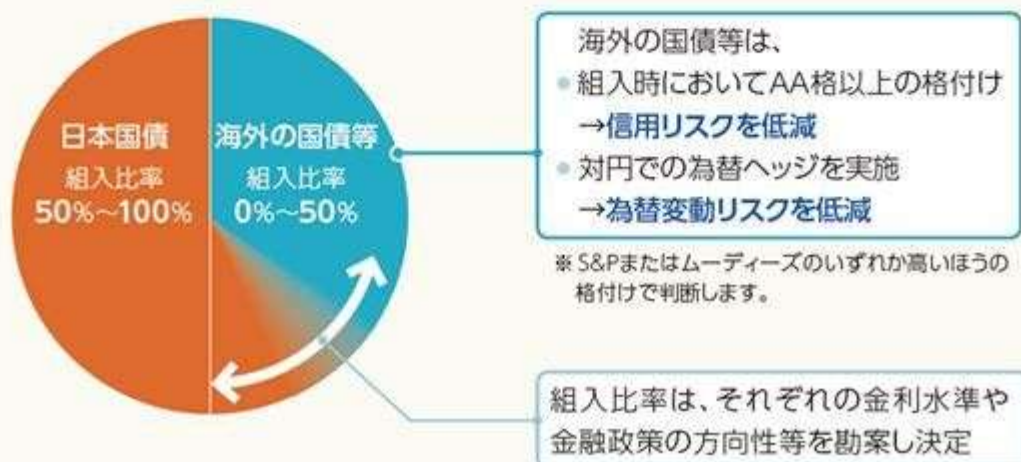 日本国債
組入比率
50%～100%
海外の国債等
組入比率
0%～50%
海外の国債等は、
• 組入時においてAA格以上の格付け
→信用リスクを低減
• 対円での為替ヘッジを実施
→為替変動リスクを低減
※ S&Pまたはムーディーズのいずれか高いほうの
格付けで判断します。
組入比率は、それぞれの金利水準や
金融政策の方向性等を勘案し決定